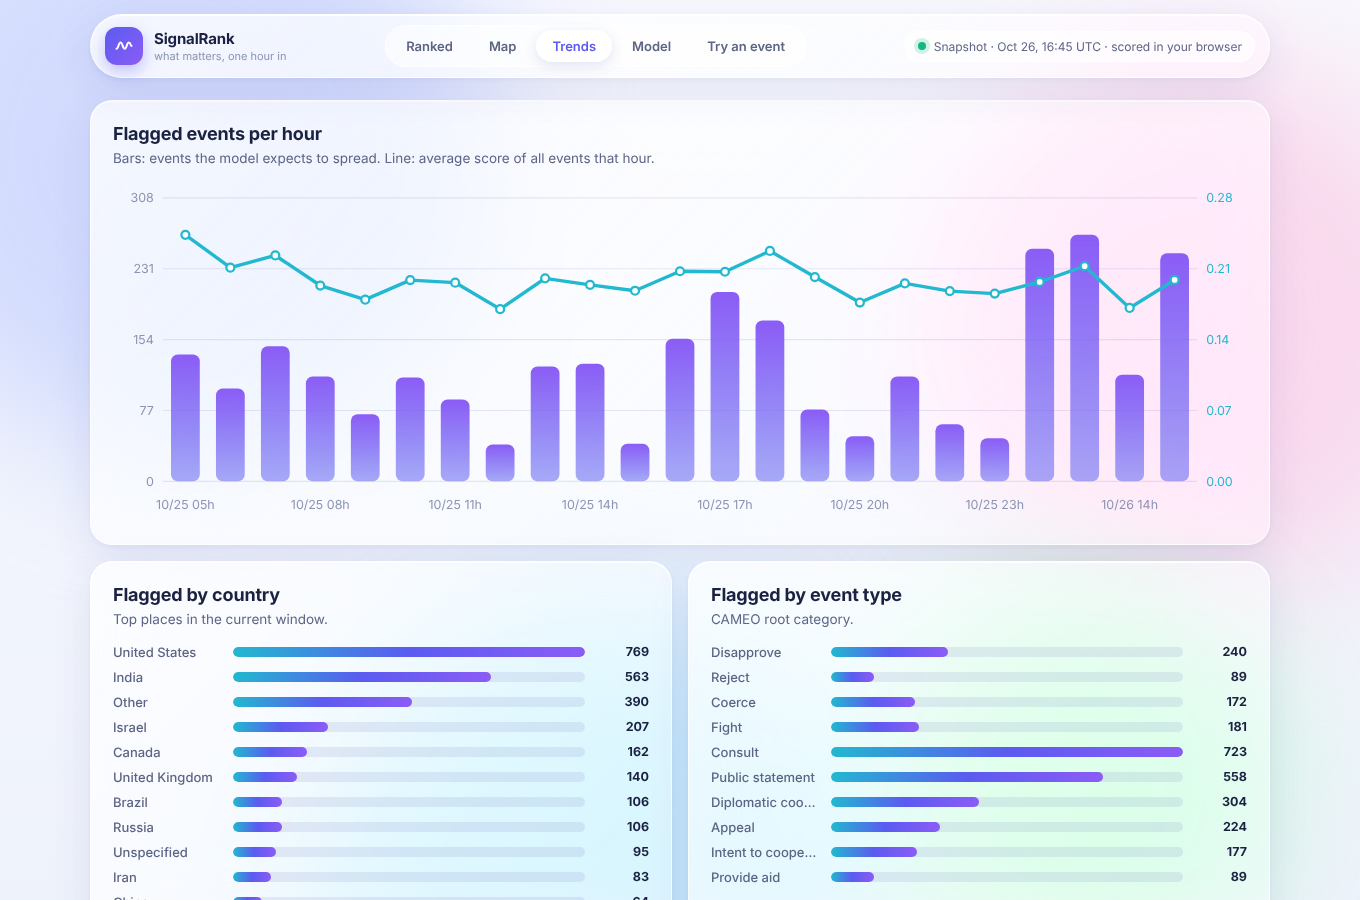 SignalRank
what matters, one hour in
Ranked
Map
Trends
Model
Try an event
Snapshot · Oct 26, 16:45 UTC · scored in your browser
Flagged events per hour
Bars: events the model expects to spread. Line: average score of all events that hour.
308
0.28
231
0.21
154
0.14
77
0.07
0
0.00
10/25 05h
10/25 08h
10/25 11h
10/25 14h
10/25 17h
10/25 20h
10/25 23h
10/26 14h
Flagged by country
Top places in the current window.
United States 769
India 563
Other 390
Israel 207
Canada 162
United Kingdom 140
Brazil 106
Russia 106
Unspecified 95
Iran 83
Flagged by event type
CAMEO root category.
Disapprove 240
Reject 89
Coerce 172
Fight 181
Consult 723
Public statement 558
Diplomatic coo... 304
Appeal 224
Intent to coope... 177
Provide aid 89